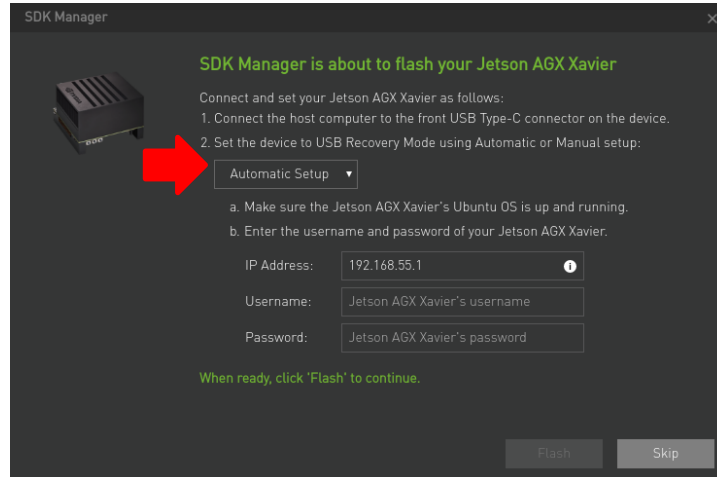 SDK Manager
SDK Manager is about to flash your Jetson AGX Xavier
Connect and set your Jetson AGX Xavier as follows:
1. Connect the host computer to the front USB Type-C connector on the device.
2. Set the device to USB Recovery Mode using Automatic or Manual setup:
Automatic Setup
a. Make sure the Jetson AGX Xavier's Ubuntu OS is up and running.
b. Enter the username and password of your Jetson AGX Xavier.
IP Address: 192.168.55.1
Username: Jetson AGX Xavier's username
Password: Jetson AGX Xavier's password
When ready, click 'Flash' to continue.
Flash Skip